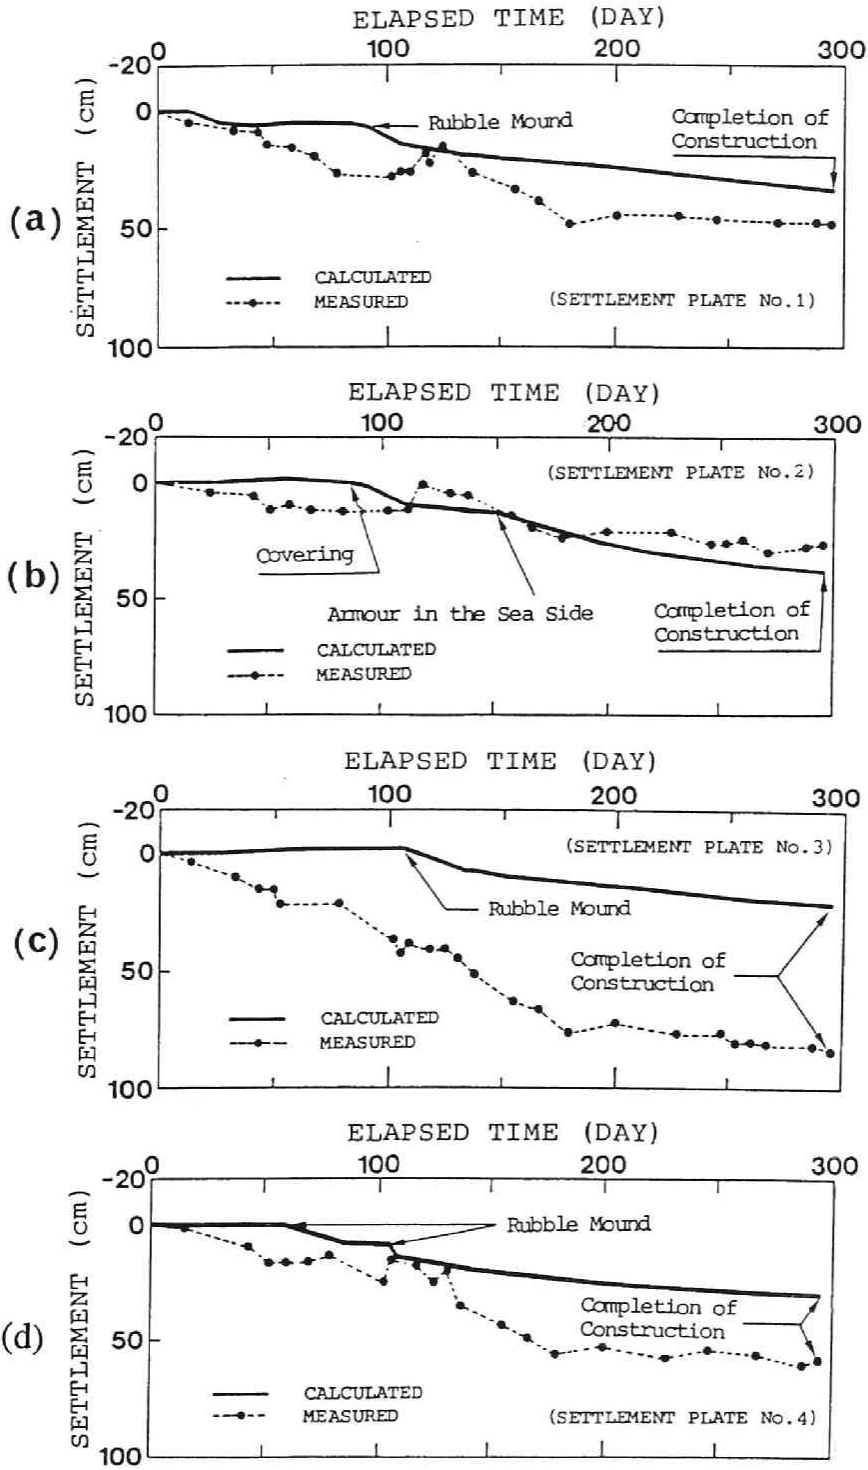 ELAPSED TIME (DAY)
0 100 200 300
-20
0
50
100
SETTLEMENT (cm)
(a)
Rubble Mound
Completion of
Construction
CALCULATED
MEASURED
(SETTLEMENT PLATE No.1)
ELAPSED TIME (DAY)
0 100 200 300
-20
0
50
100
SETTLEMENT (cm)
(b)
(SETTLEMENT PLATE No.2)
Covering
Armour in the Sea Side
Completion of
Construction
CALCULATED
MEASURED
ELAPSED TIME (DAY)
0 100 200 300
-20
0
50
100
SETTLEMENT (cm)
(c)
(SETTLEMENT PLATE No.3)
Rubble Mound
Completion of
Construction
CALCULATED
MEASURED
ELAPSED TIME (DAY)
0 100 200 300
-20
0
50
100
SETTLEMENT (cm)
(d)
Rubble Mound
Completion of
Construction
CALCULATED
MEASURED
(SETTLEMENT PLATE No.4)